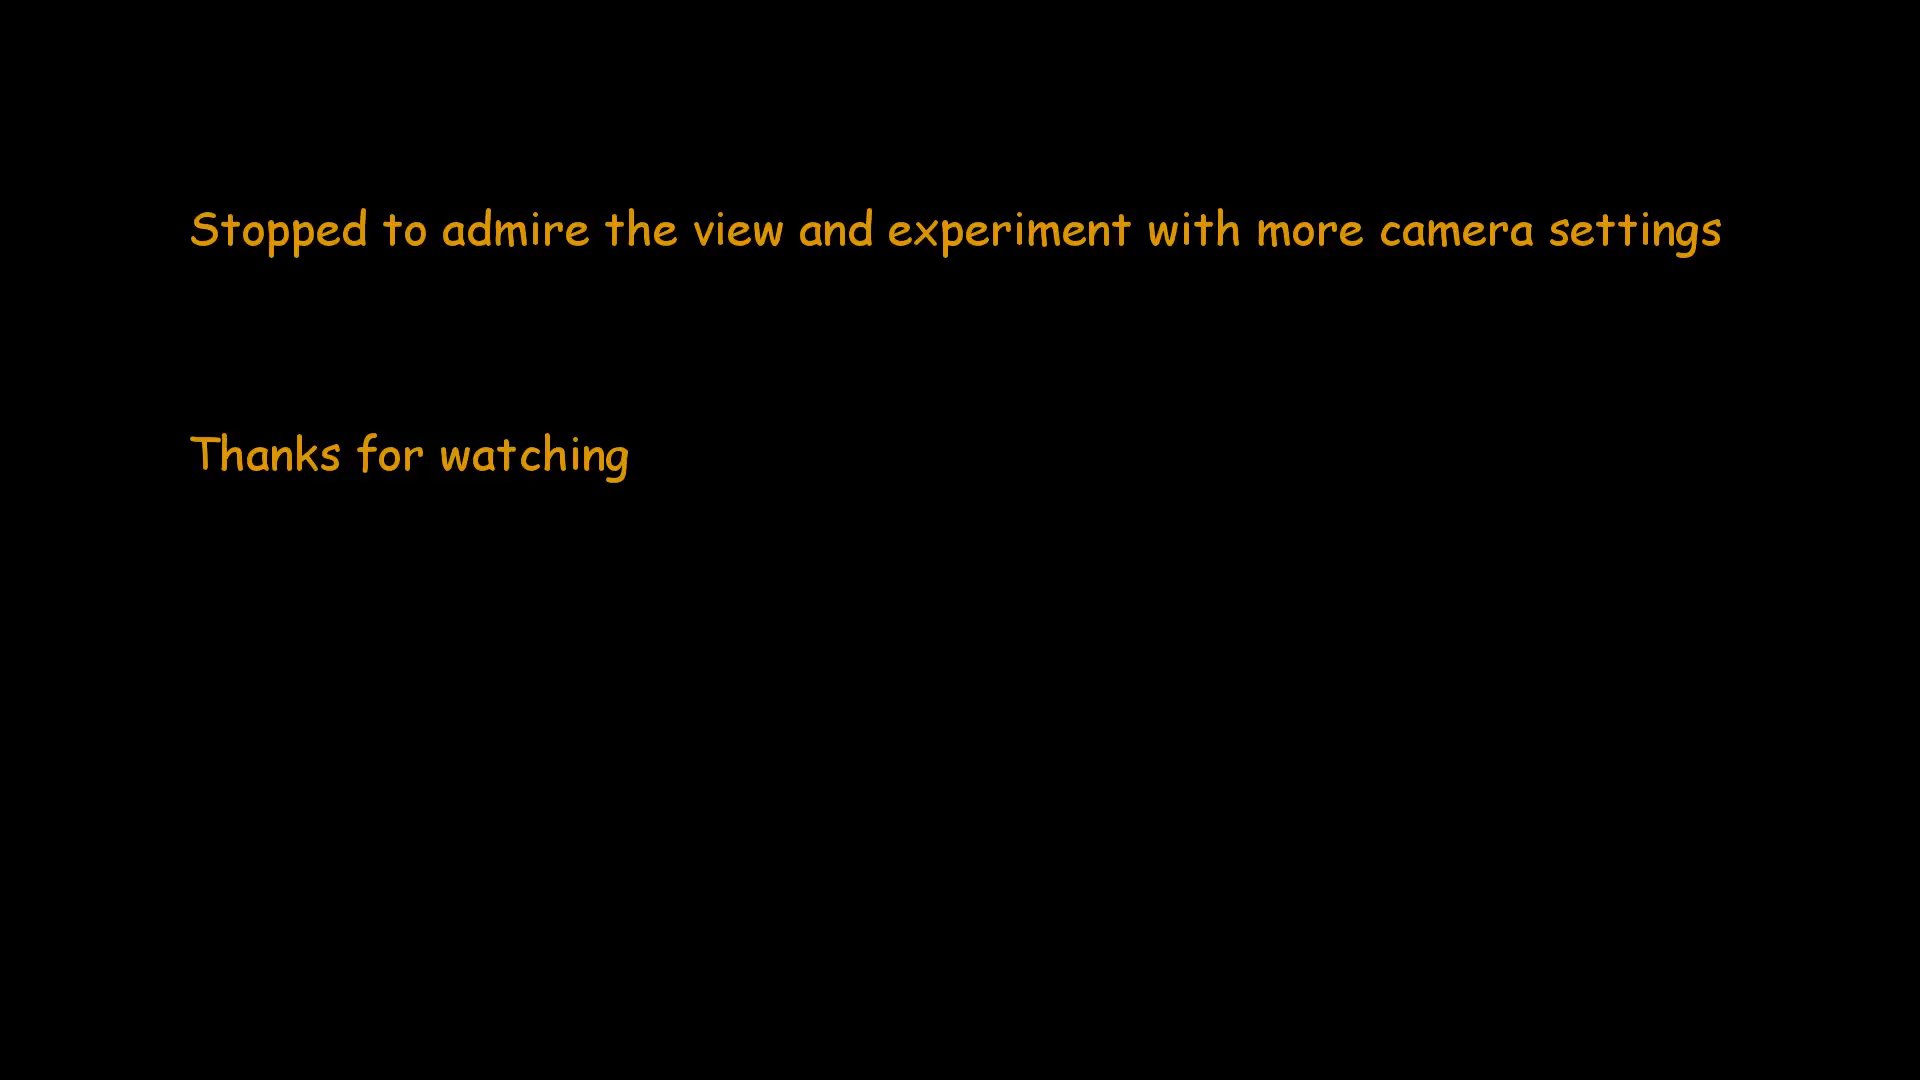 Stopped to admire the view and experiment with more camera settings
Thanks for watching